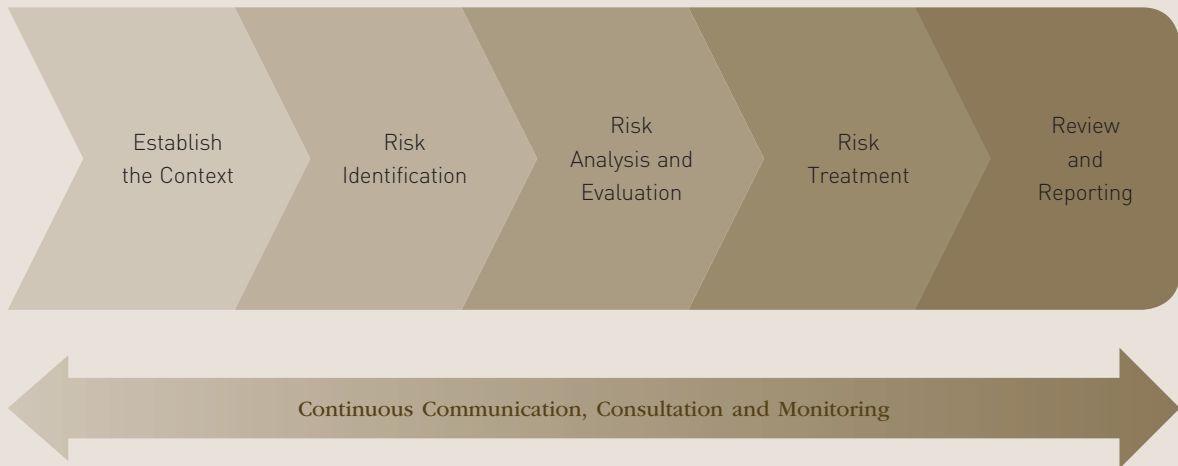 Establish
the Context
Risk
Identification
Risk
Analysis and
Evaluation
Risk
Treatment
Review
and
Reporting
Continuous Communication, Consultation and Monitoring